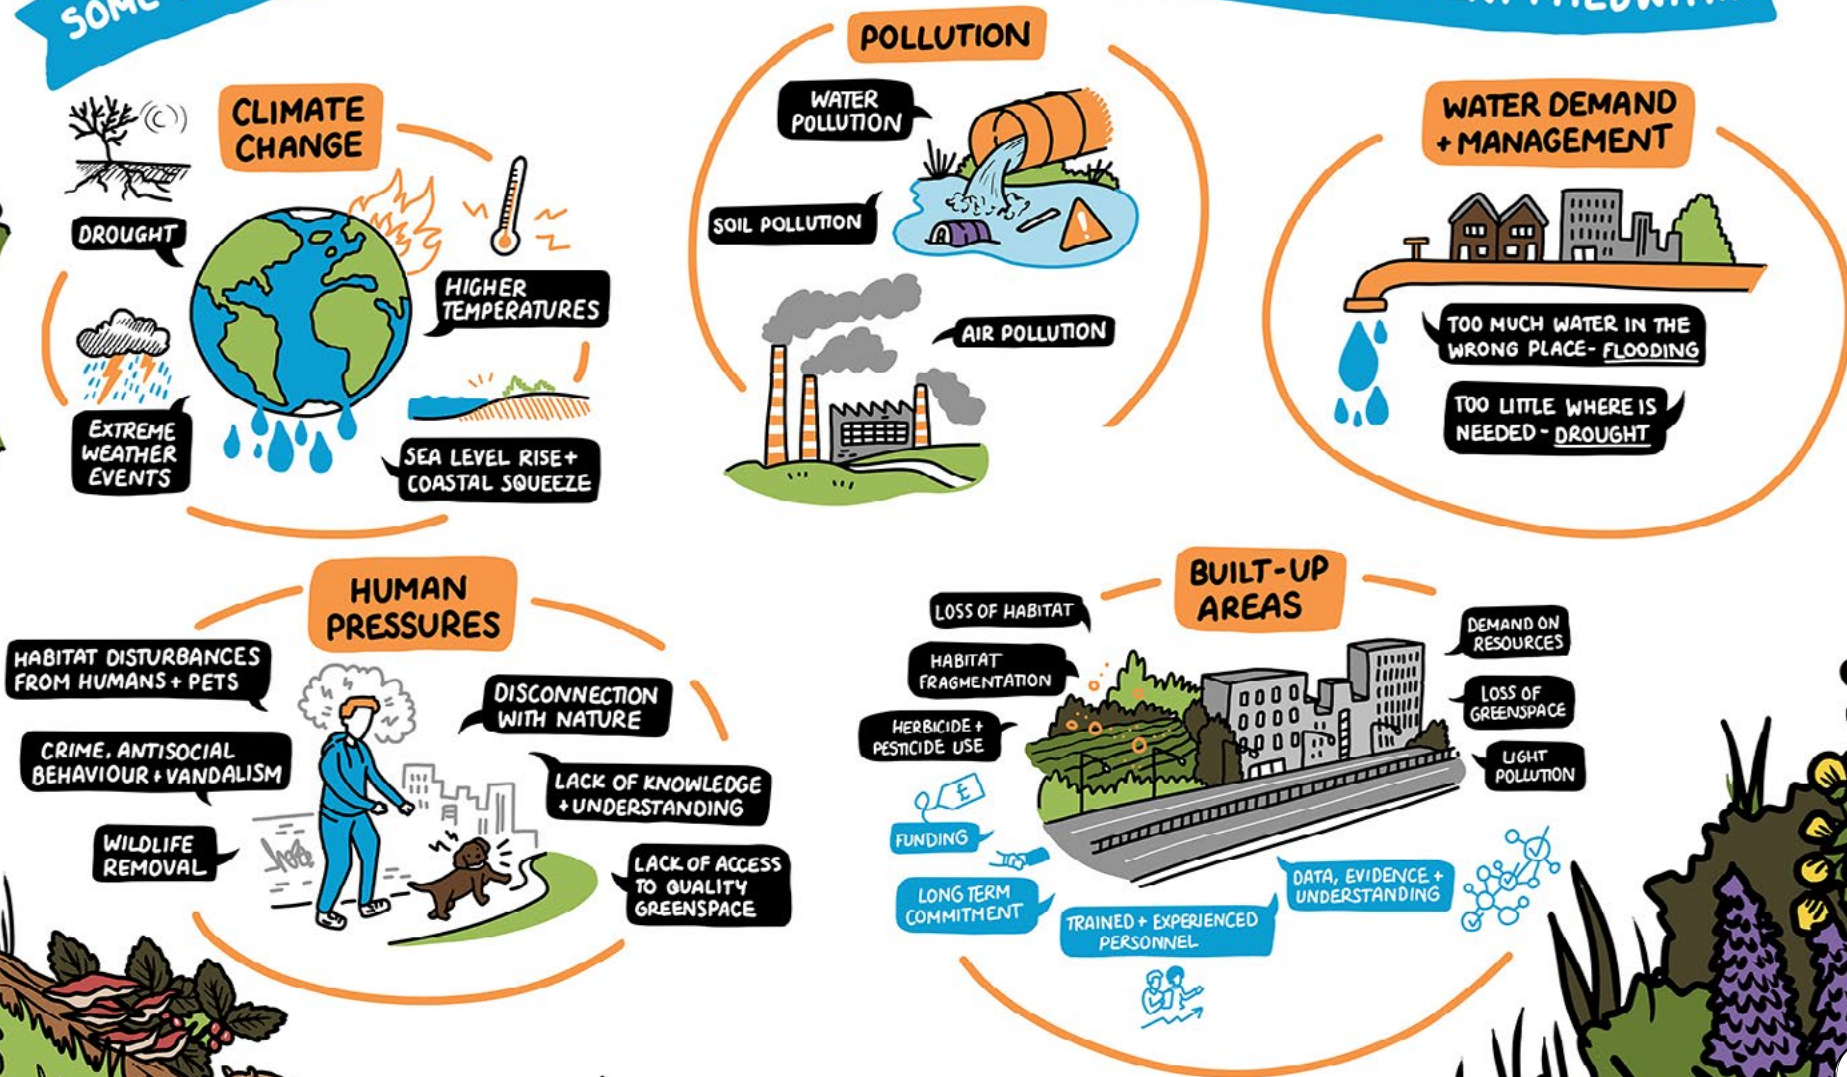 SOME
CLIMATE
CHANGE
DROUGHT
HIGHER
TEMPERATURES
EXTREME
WEATHER
EVENTS
SEA LEVEL RISE+
COASTAL SQUEEZE
POLLUTION
WATER
POLLUTION
SOIL POLLUTION
AIR POLLUTION
WATER DEMAND
+ MANAGEMENT
TOO MUCH WATER IN THE
WRONG PLACE- FLOODING
TOO LITTLE WHERE IS
NEEDED - DROUGHT
HUMAN
PRESSURES
HABITAT DISTURBANCES
FROM HUMANS + PETS
CRIME, ANTISOCIAL
BEHAVIOUR + VANDALISM
WILDLIFE
REMOVAL
DISCONNECTION
WITH NATURE
LACK OF KNOWLEDGE
+ UNDERSTANDING
LACK OF ACCESS
TO QUALITY
GREENSPACE
BUILT-UP
AREAS
LOSS OF HABITAT
HABITAT
FRAGMENTATION
HERBICIDE +
PESTICIDE USE
DEMAND ON
RESOURCES
LOSS OF
GREENSPACE
LIGHT
POLLUTION
£
FUNDING
LONG TERM
COMMITMENT
TRAINED + EXPERIENCED
PERSONNEL
DATA, EVIDENCE +
UNDERSTANDING